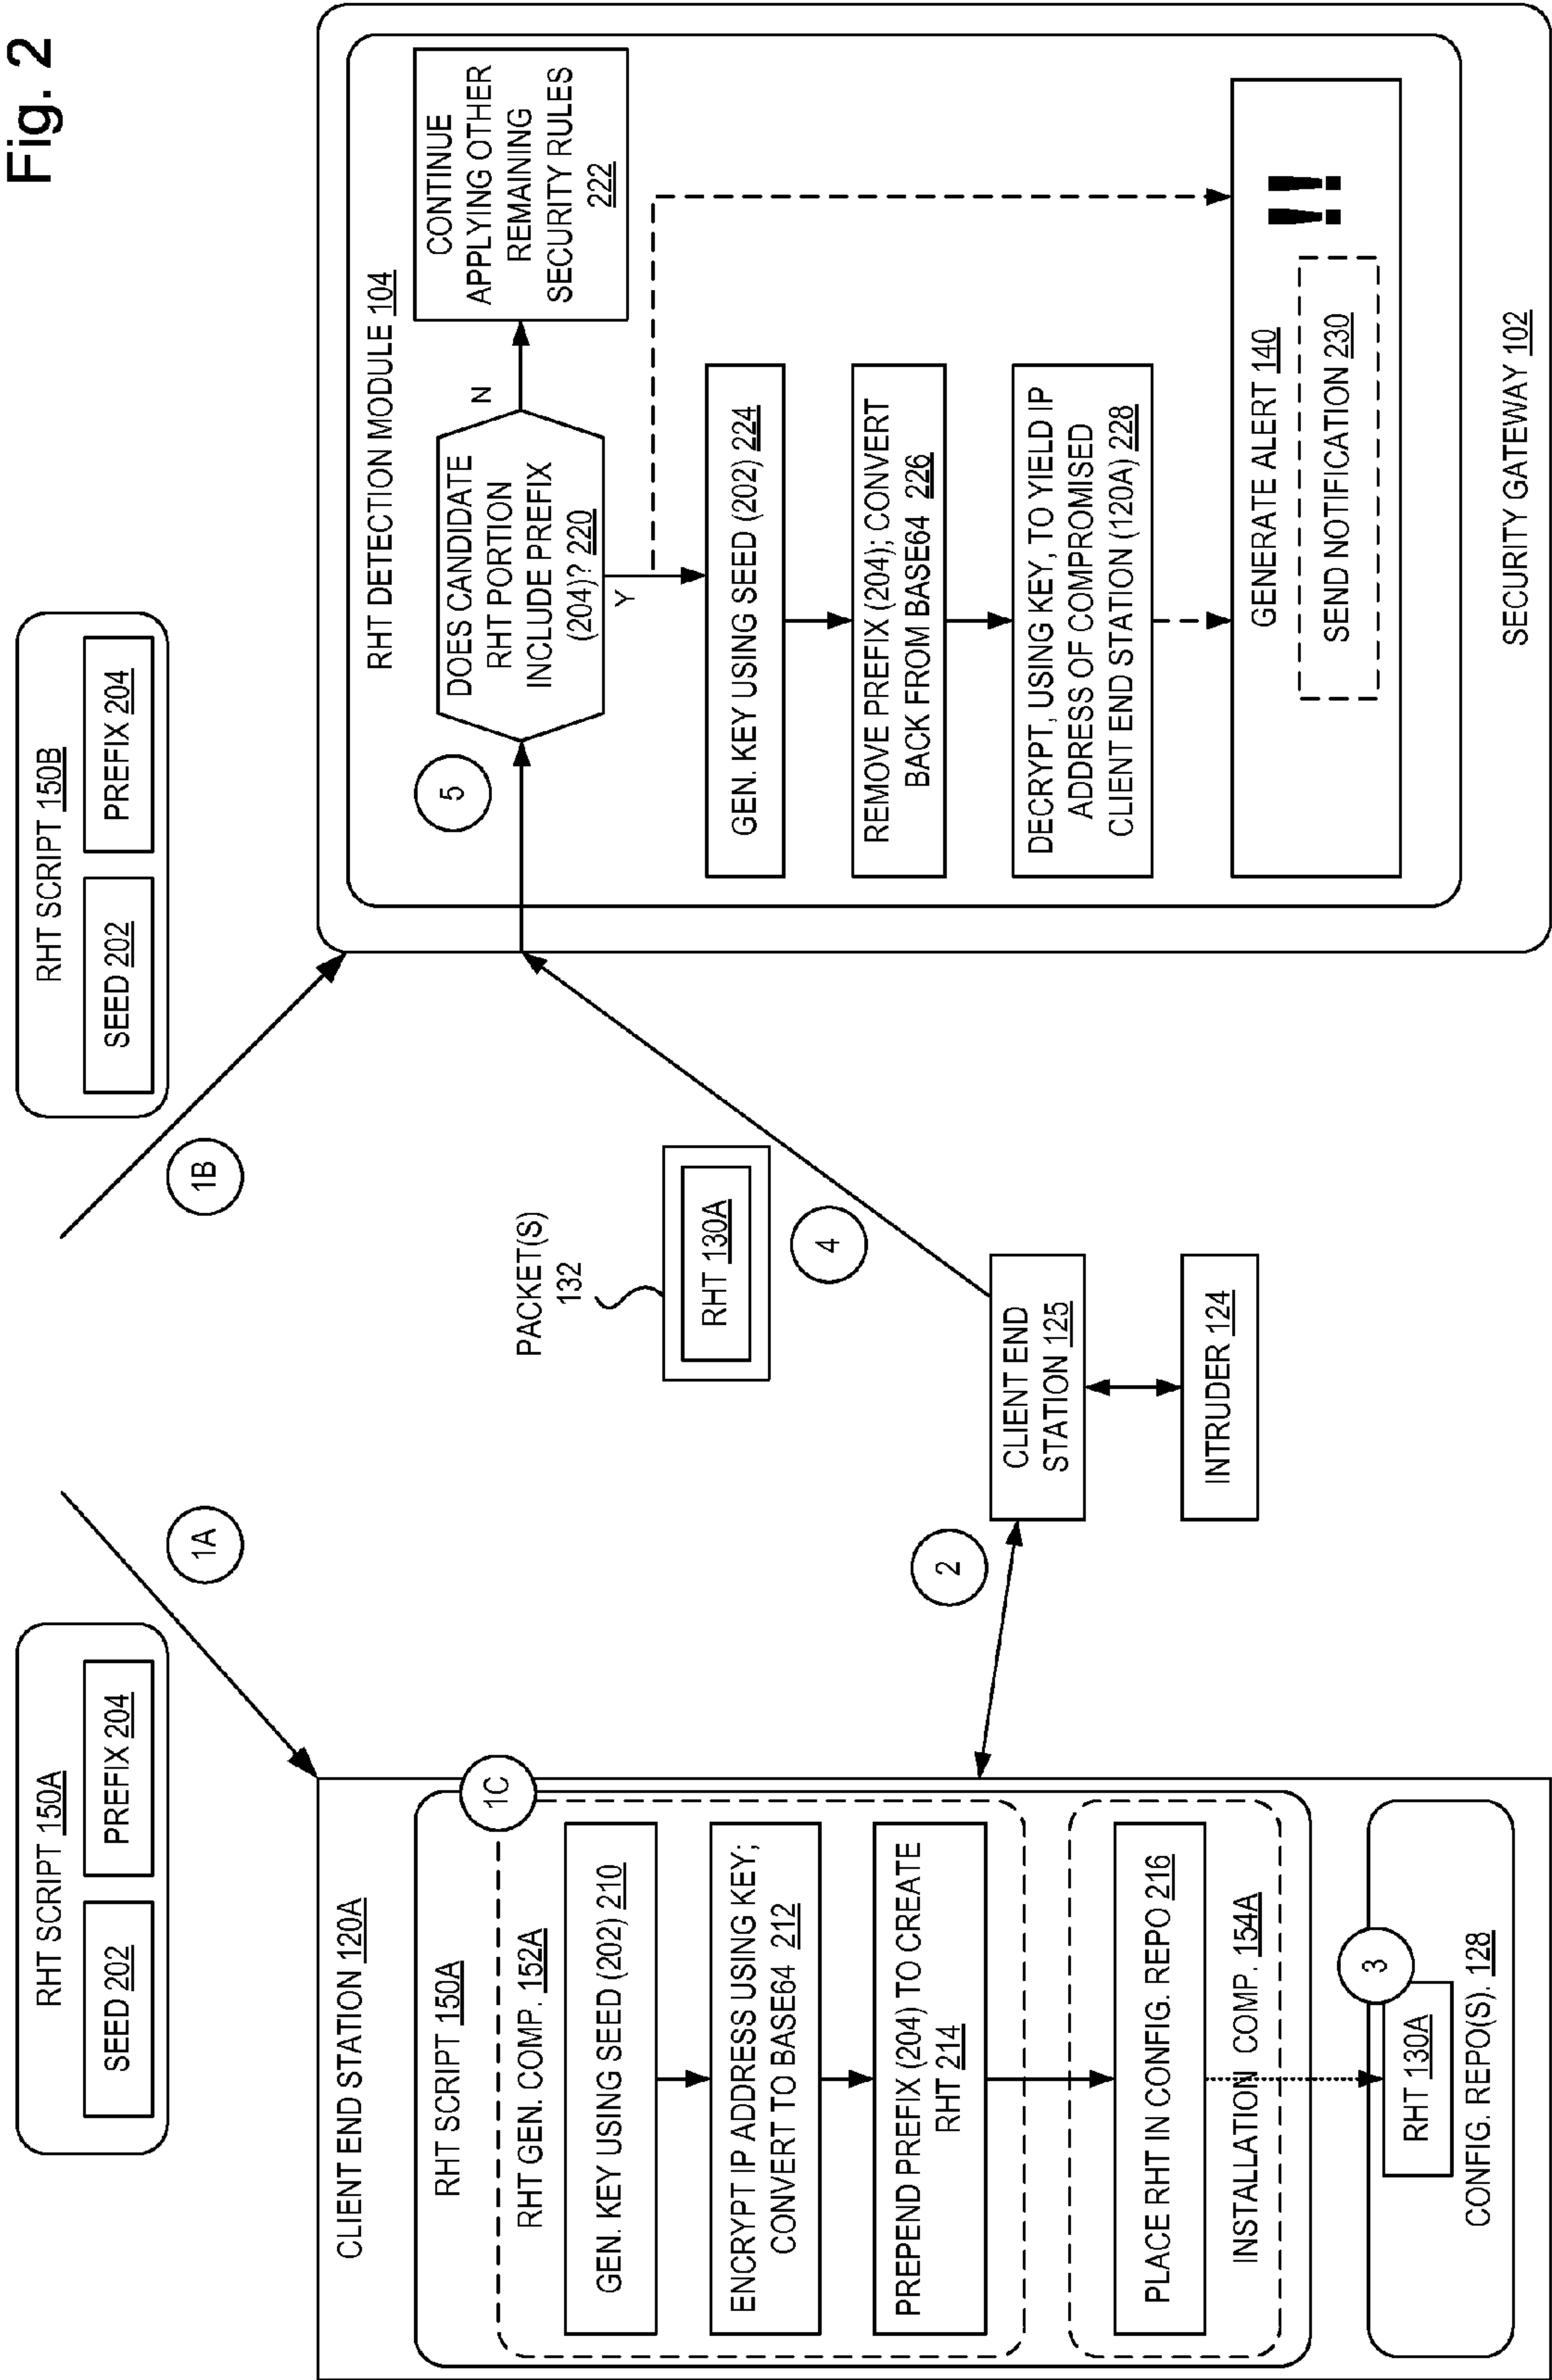 Fig. 2
RHT SCRIPT 150A
SEED 202
PREFIX 204
RHT SCRIPT 150B
SEED 202
PREFIX 204
1A
1B
CLIENT END STATION 120A
RHT SCRIPT 150A
1C
RHT GEN. COMP. 152A
GEN. KEY USING SEED (202) 210
ENCRYPT IP ADDRESS USING KEY;
CONVERT TO BASE64 212
PREPEND PREFIX (204) TO CREATE
RHT 214
PLACE RHT IN CONFIG. REPO 216
INSTALLATION COMP. 154A
3
RHT 130A
CONFIG. REPO(S). 128
2
CLIENT END
STATION 125
INTRUDER 124
PACKET(S)
132
RHT 130A
4
RHT DETECTION MODULE 104
5
DOES CANDIDATE
RHT PORTION
INCLUDE PREFIX
(204)? 220
N
Y
CONTINUE
APPLYING OTHER
REMAINING
SECURITY RULES
222
GEN. KEY USING SEED (202) 224
REMOVE PREFIX (204); CONVERT
BACK FROM BASE64 226
DECRYPT, USING KEY, TO YIELD IP
ADDRESS OF COMPROMISED
CLIENT END STATION (120A) 228
GENERATE ALERT 140
!!
SEND NOTIFICATION 230
SECURITY GATEWAY 102